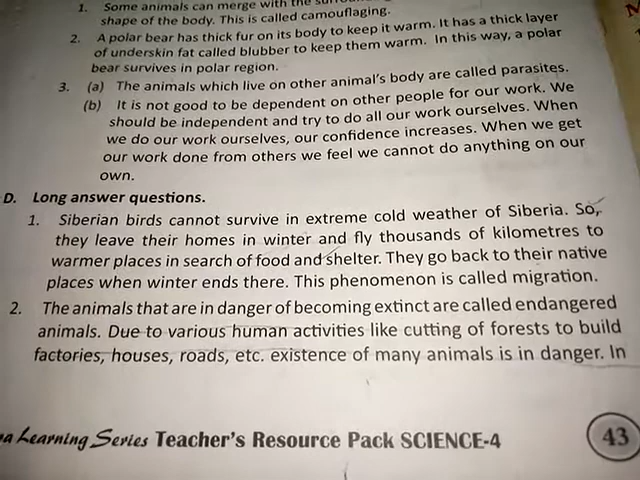 1. Some animals can merge with the
shape of the body. This is called camouflaging.
2. A polar bear has thick fur on its body to keep it warm. It has a thick layer
of underskin fat called blubber to keep them warm. In this way, a polar
bear survives in polar region.
3. (a) The animals which live on other animal's body are called parasites.
(b) It is not good to be dependent on other people for our work. We
should be independent and try to do all our work ourselves. When
we do our work ourselves, our confidence increases. When we get
our work done from others we feel we cannot do anything on our
own.
D. Long answer questions.
1. Siberian birds cannot survive in extreme cold weather of Siberia. So,
they leave their homes in winter and fly thousands of kilometres to
warmer places in search of food and shelter. They go back to their native
places when winter ends there. This phenomenon is called migration.
2. The animals that are in danger of becoming extinct are called endangered
animals. Due to various human activities like cutting of forests to build
factories, houses, roads, etc. existence of many animals is in danger. In
Learning Series Teacher's Resource Pack SCIENCE-4
43